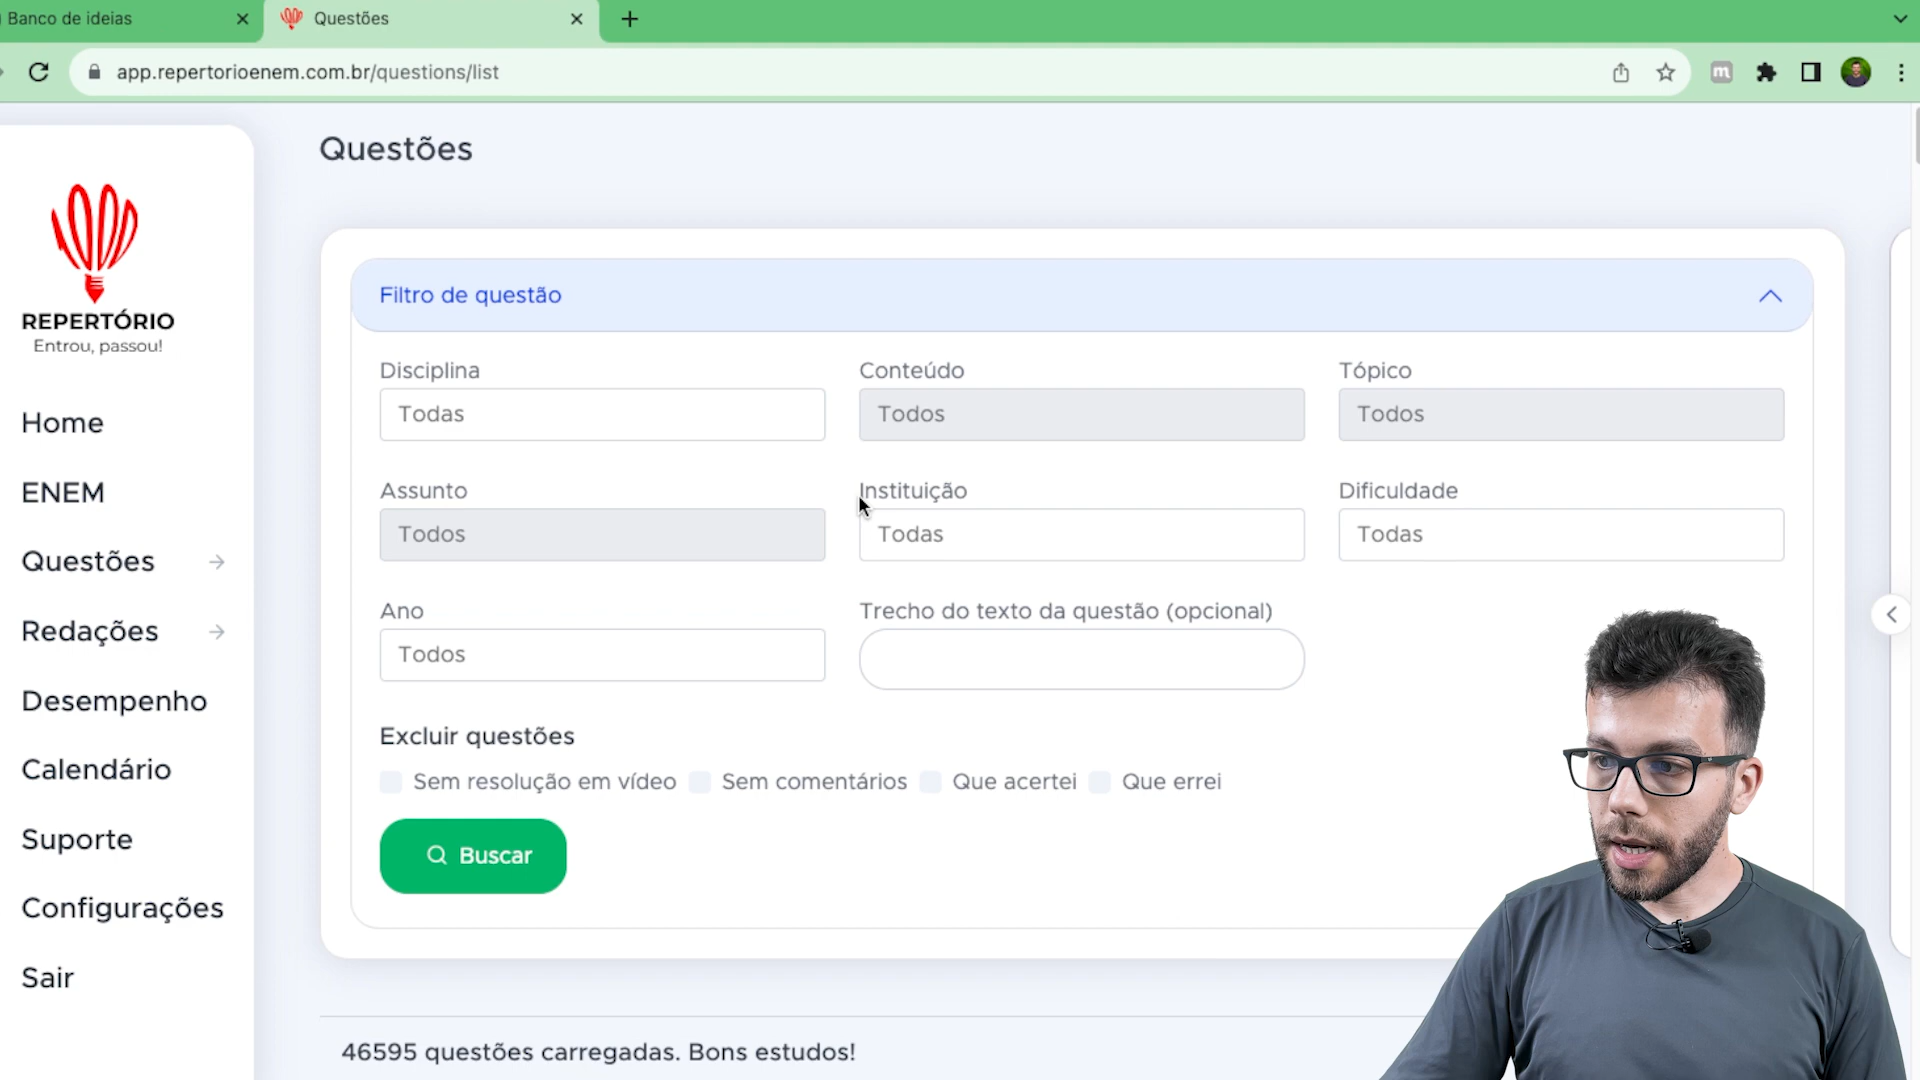 Banco de ideias
Questões
app.repertorioenem.com.br/questions/list
m
Questões
REPERTÓRIO
Entrou, passou!
Home
ENEM
Questões
Redações
Desempenho
Calendário
Suporte
Configurações
Sair
Filtro de questão
Disciplina
Conteúdo
Tópico
Todas
Todos
Todos
Assunto
Instituição
Dificuldade
Todos
Todas
Todas
Ano
Trecho do texto da questão (opcional)
Todos
Excluir questões
Sem resolução em vídeo
Sem comentários
Que acertei
Que errei
Buscar
46595 questões carregadas. Bons estudos!